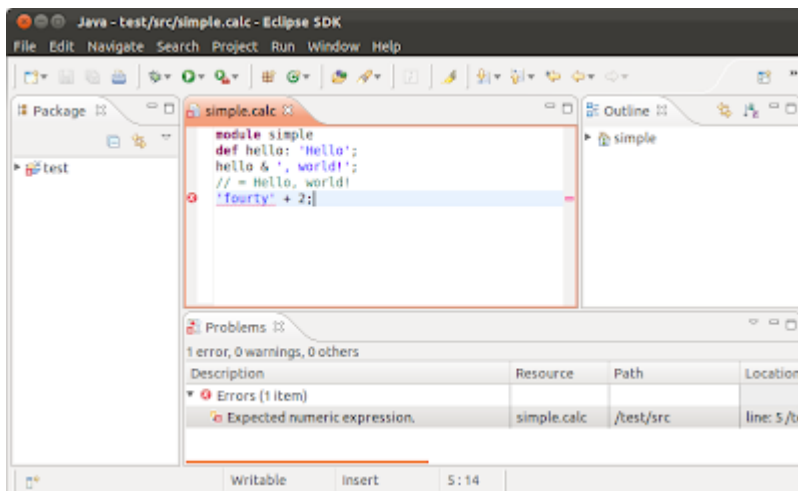 Java - test/src/simple.calc - Eclipse SDK
File Edit Navigate Search Project Run Window Help
Package
simple.calc
Outline
module simple
def hello: 'Hello';
hello & ', world!';
// = Hello, world!
'fourty' + 2;
test
simple
Problems
1 error, 0 warnings, 0 others
Description Resource Path Location
Errors (1 item)
Expected numeric expression. simple.calc /test/src line: 5 /t
Writable Insert 5 : 14